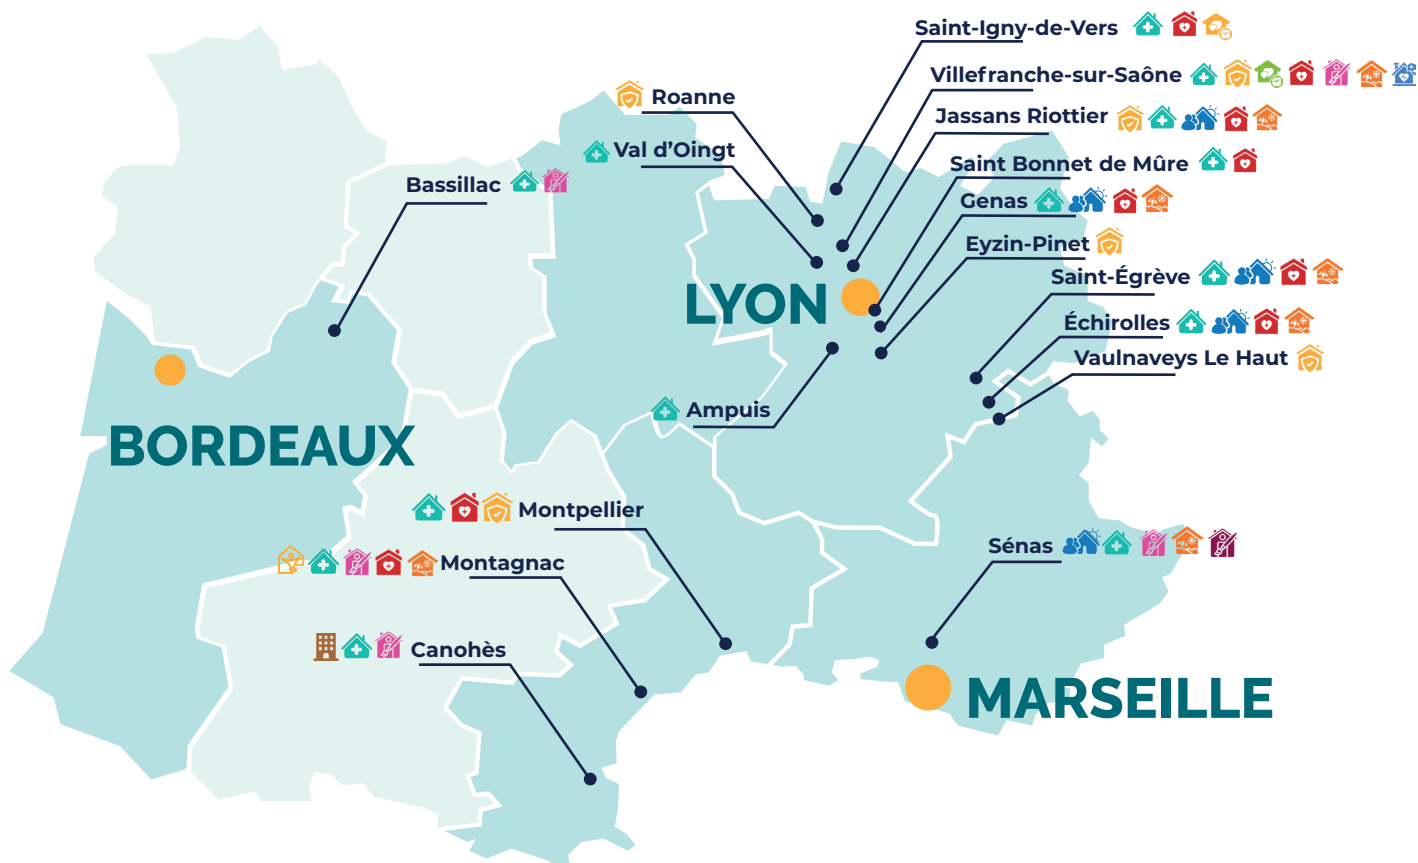 Saint-Igny-de-Vers
Villefranche-sur-Saône
Roanne
Jassans Riottier
Val d'Oingt
Saint Bonnet de Mûre
Bassillac
Genas
Eyzin-Pinet
Saint-Égrève
LYON
Échirolles
Vaulnaveys Le Haut
Ampuis
BORDEAUX
Montpellier
Sénas
Montagnac
Canohès
MARSEILLE